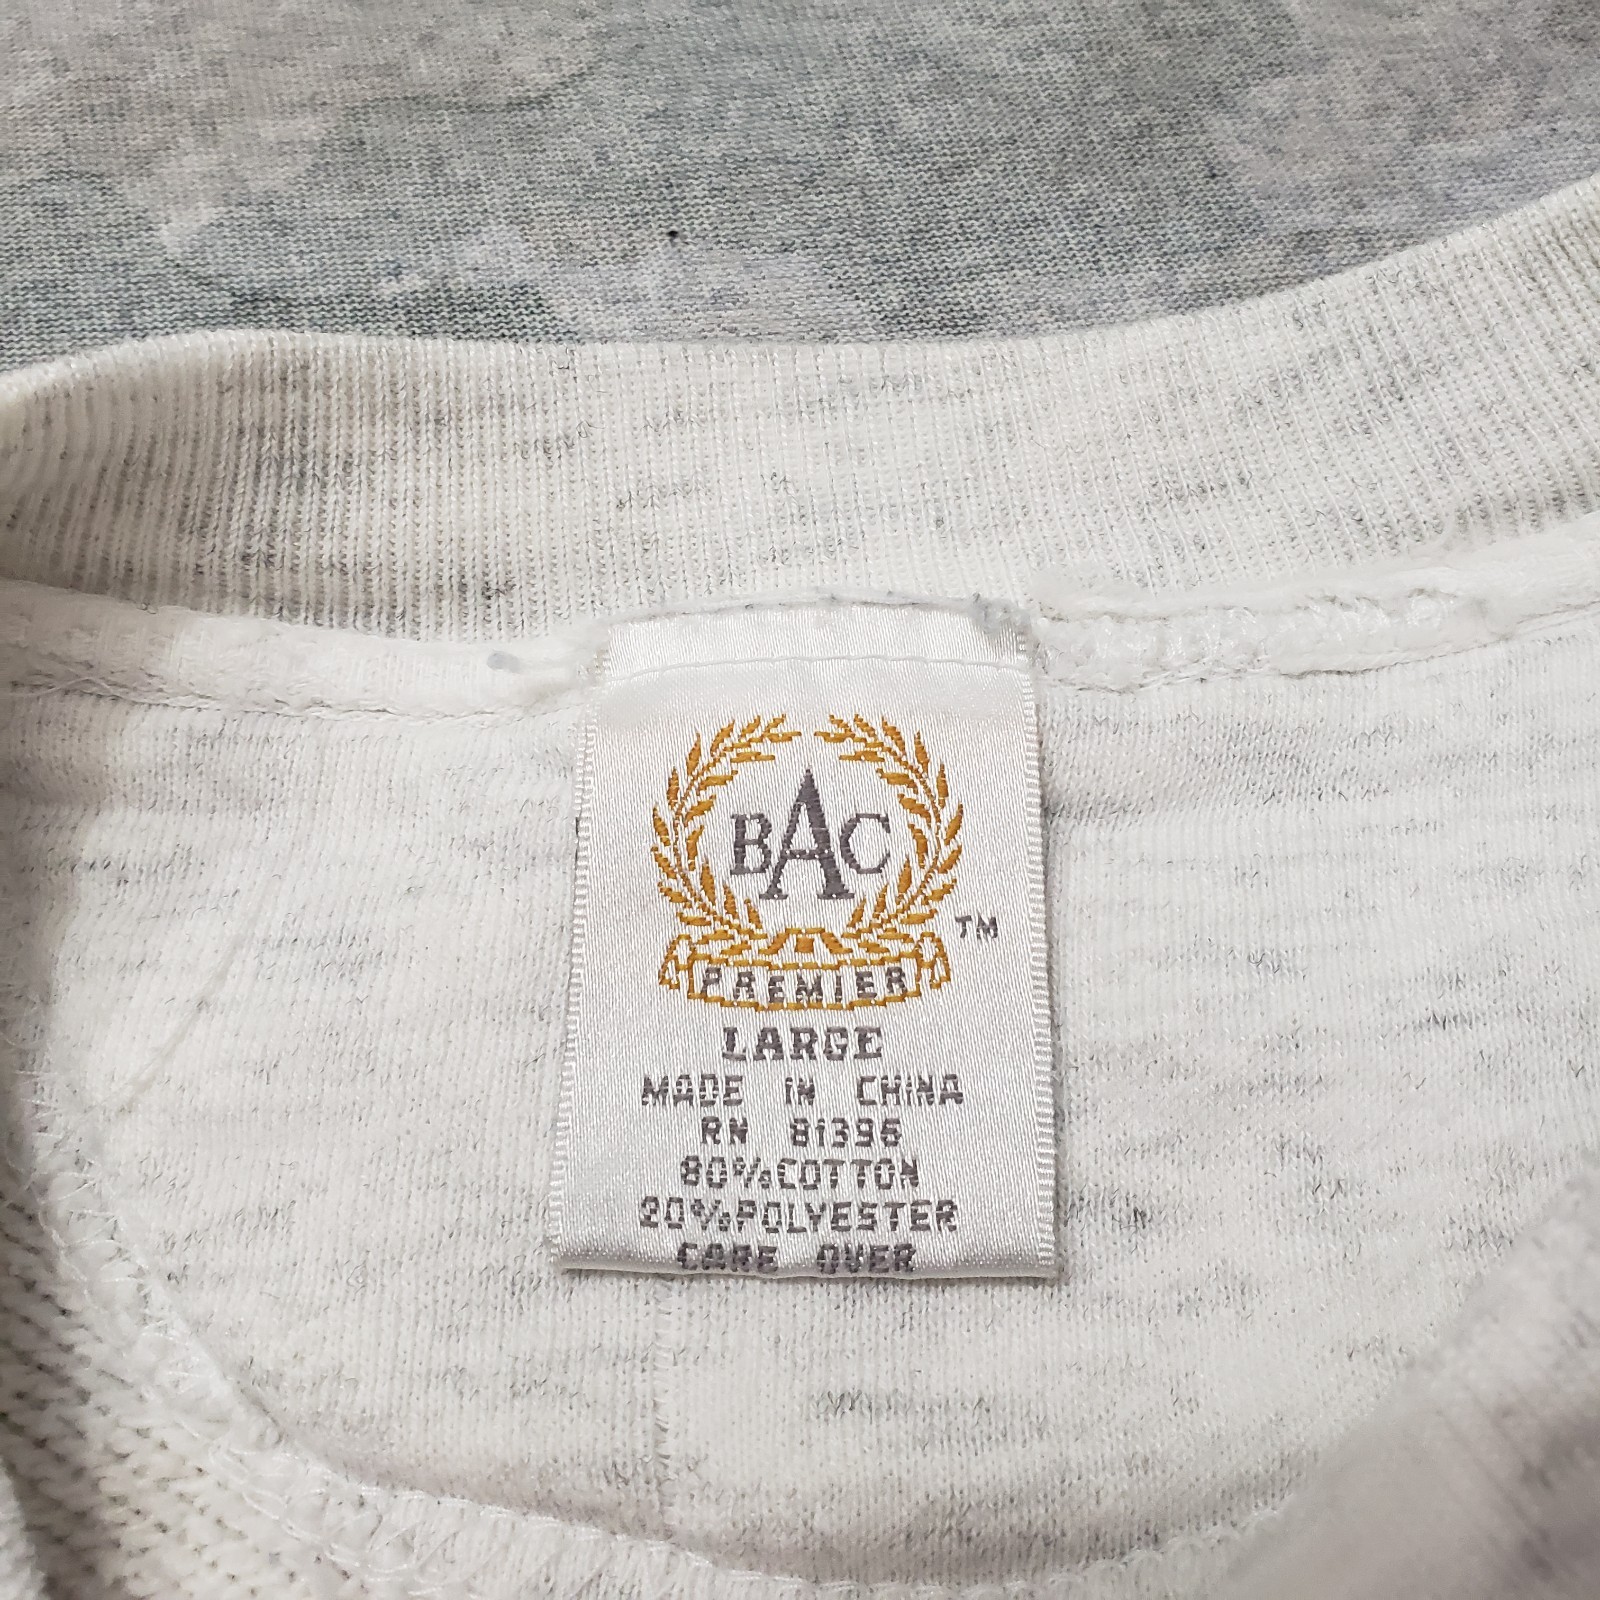 BAC
TM
PREMIER
LARGE
MADE IN CHINA
RN 81396
80%COTTON
20%POLYESTER
CARE OVER